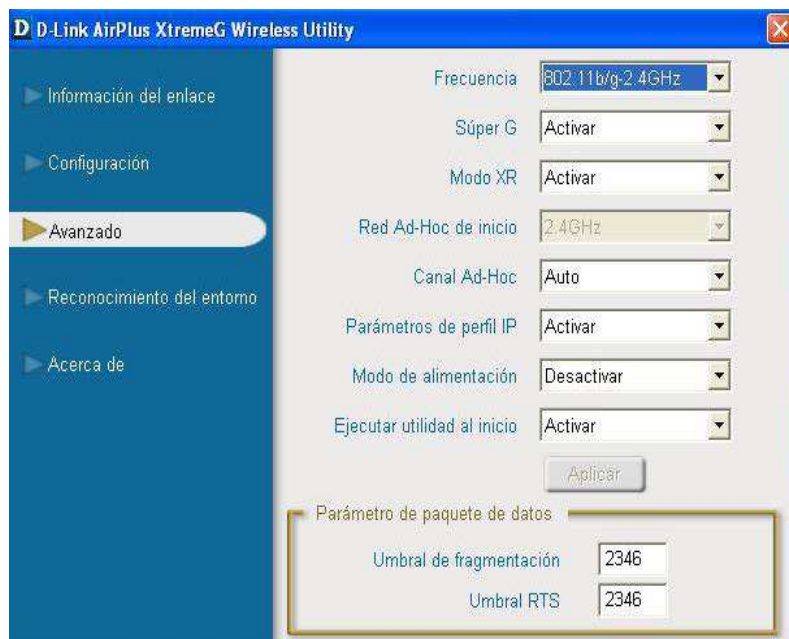 D D-Link AirPlus XtremeG Wireless Utility
Información del enlace
Configuración
Avanzado
Reconocimiento del entorno
Acerca de
Frecuencia 802.11b/g-2.4GHz
Súper G Activar
Modo XR Activar
Red Ad-Hoc de inicio 2.4GHz
Canal Ad-Hoc Auto
Parámetros de perfil IP Activar
Modo de alimentación Desactivar
Ejecutar utilidad al inicio Activar
Aplicar
Parámetro de paquete de datos
Umbral de fragmentación 2346
Umbral RTS 2346